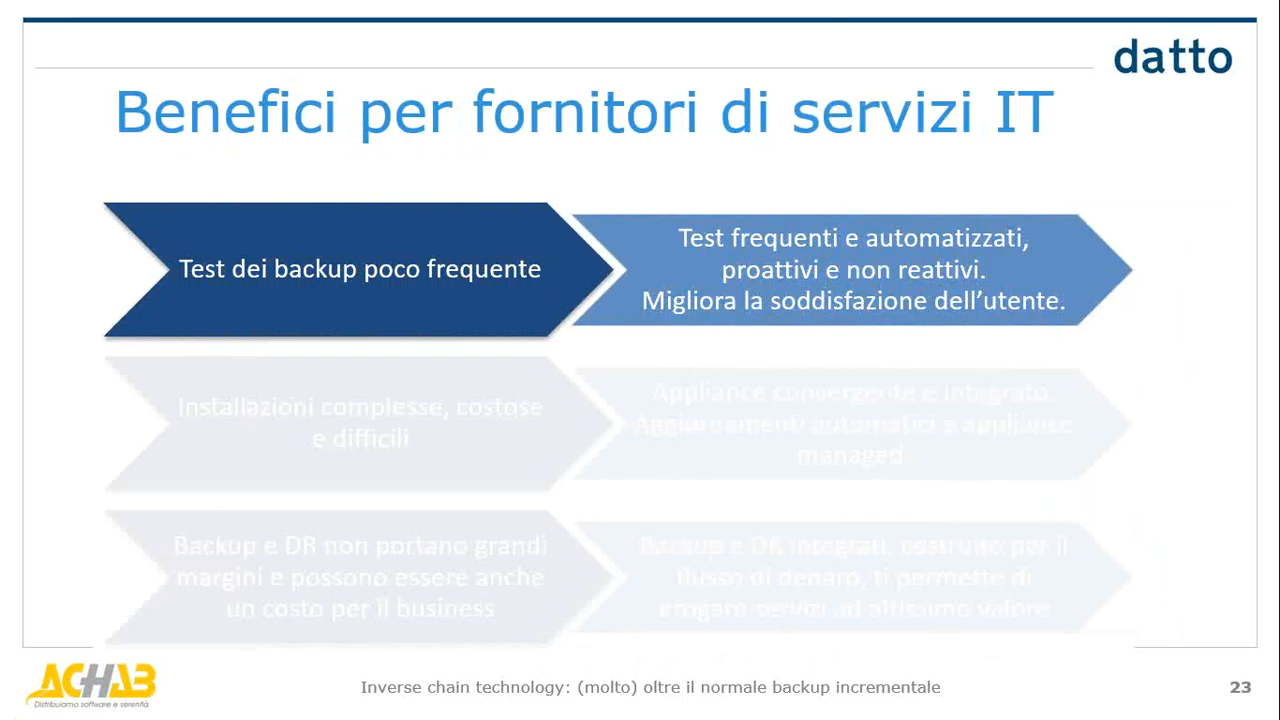 datto
Benefici per fornitori di servizi IT
Test dei backup poco frequente
Test frequenti e automatizzati,
proattivi e non reattivi.
Migliora la soddisfazione dell’utente.
Installazioni complesse, costose
e difficili
Appliance convergente e integrato.
Aggiornamenti automatici a appliance
managed.
Backup e DR non portano grandi
margini e possono essere anche
un costo per il business
Backup e DR integrati, costruito per il
flusso di denaro, ti permette di
erogare servizi ad altissimo valore
ACHAB
Distribuiamo software e serenità
Inverse chain technology: (molto) oltre il normale backup incrementale
23